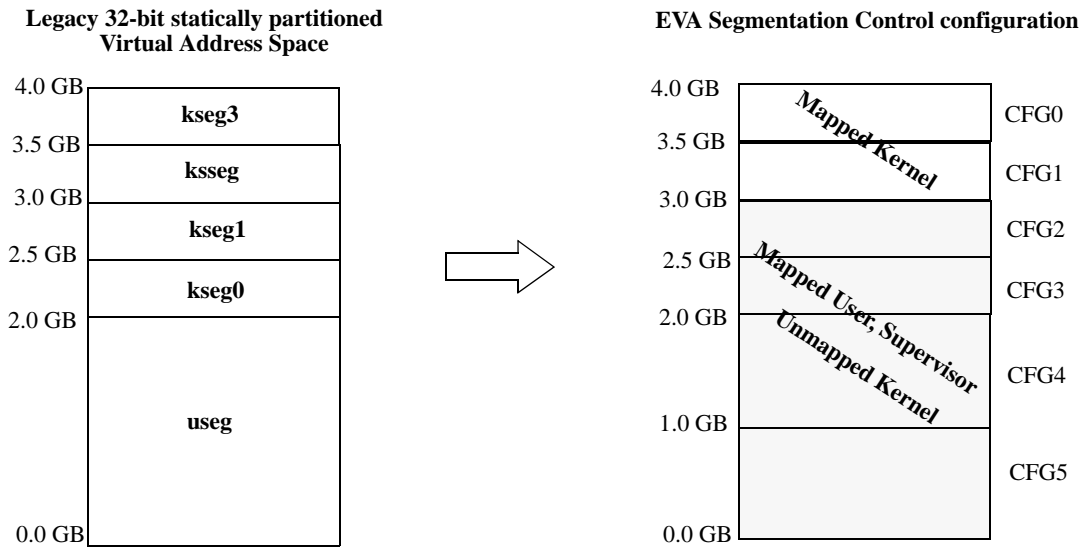 Legacy 32-bit statically partitioned
Virtual Address Space
4.0 GB
kseg3
3.5 GB
ksseg
3.0 GB
kseg1
2.5 GB
kseg0
2.0 GB
useg
0.0 GB
EVA Segmentation Control configuration
4.0 GB
Mapped Kernel
CFG0
3.5 GB
CFG1
3.0 GB
CFG2
2.5 GB
Mapped User, Supervisor
CFG3
2.0 GB
Unmapped Kernel
CFG4
1.0 GB
CFG5
0.0 GB